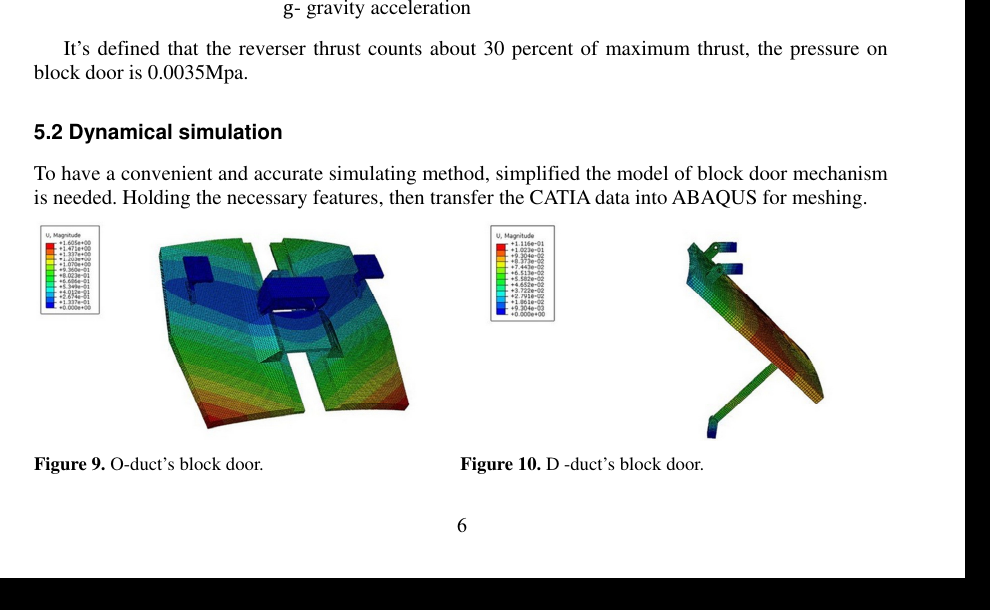 g- gravity acceleration
It's defined that the reverser thrust counts about 30 percent of maximum thrust, the pressure on
block door is 0.0035Mpa.
5.2 Dynamical simulation
To have a convenient and accurate simulating method, simplified the model of block door mechanism
is needed. Holding the necessary features, then transfer the CATIA data into ABAQUS for meshing.
U, Magnitude
+1.605e+00
+1.471e+00
+1.337e+00
+1.203e+00
+1.070e+00
+9.360e-01
+8.023e-01
+6.686e-01
+5.349e-01
+4.012e-01
+2.674e-01
+1.337e-01
+0.000e+00
U, Magnitude
+1.116e-01
+1.023e-01
+9.304e-02
+8.373e-02
+7.443e-02
+6.513e-02
+5.582e-02
+4.652e-02
+3.722e-02
+2.791e-02
+1.861e-02
+9.304e-03
+0.000e+00
Figure 9. O-duct's block door.
Figure 10. D -duct's block door.
6